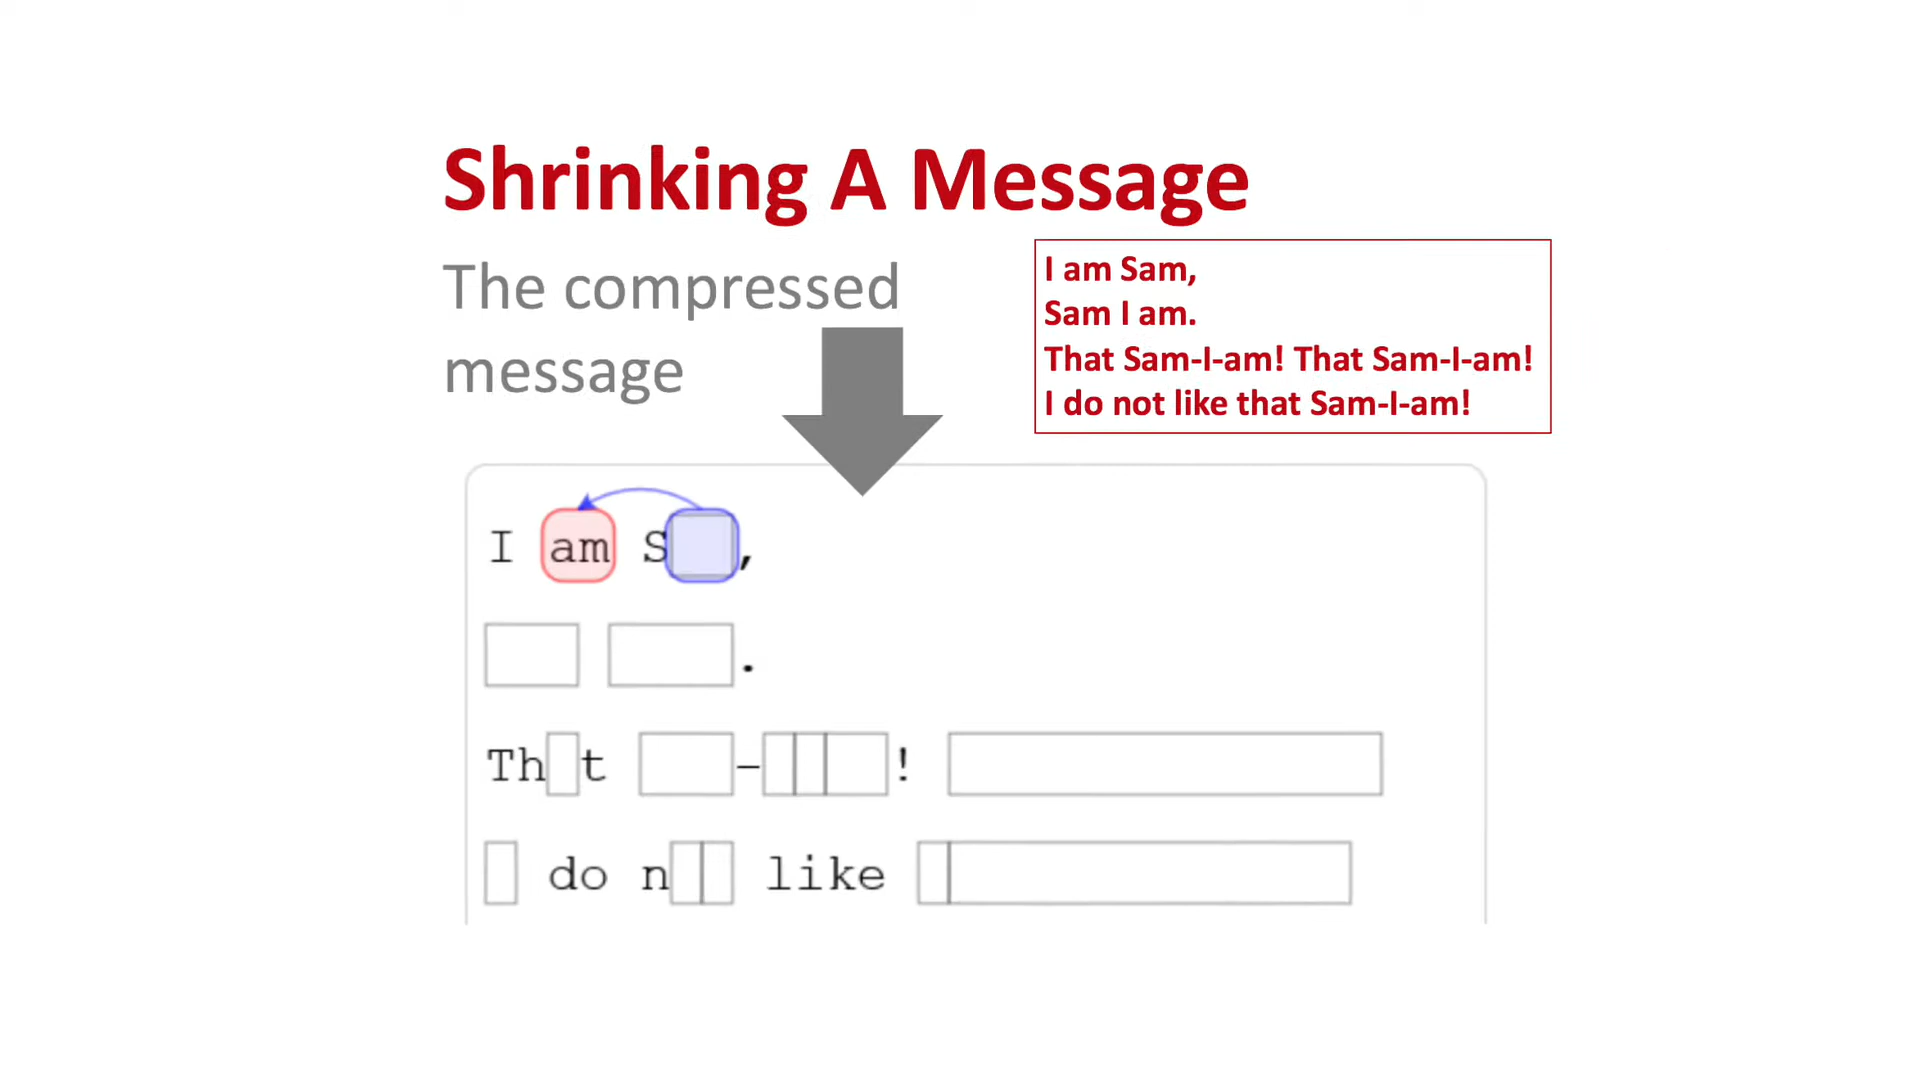 Shrinking A Message
The compressed
message
I am Sam,
Sam I am.
That Sam-I-am! That Sam-I-am!
I do not like that Sam-I-am!
I am S ,
.
Th t - !
do n like